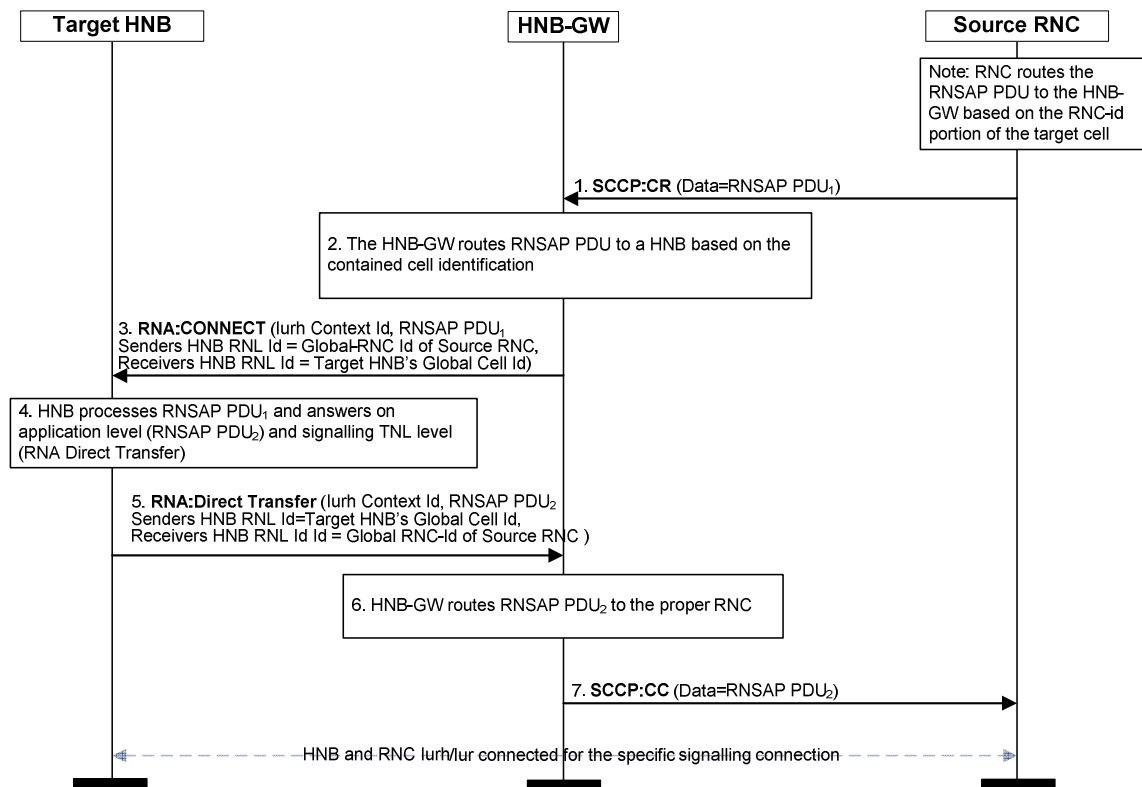 Target HNB
HNB-GW
Source RNC
Note: RNC routes the
RNSAP PDU to the HNB-
GW based on the RNC-id
portion of the target cell
1. SCCP:CR (Data=RNSAP PDU₁)
2. The HNB-GW routes RNSAP PDU to a HNB based on the
contained cell identification
3. RNA:CONNECT (Iurh Context Id, RNSAP PDU₁
Senders HNB RNL Id = Global-RNC Id of Source RNC,
Receivers HNB RNL Id = Target HNB's Global Cell Id)
4. HNB processes RNSAP PDU₁ and answers on
application level (RNSAP PDU₂) and signalling TNL level
(RNA Direct Transfer)
5. RNA:Direct Transfer (Iurh Context Id, RNSAP PDU₂
Senders HNB RNL Id=Target HNB's Global Cell Id,
Receivers HNB RNL Id Id = Global RNC-Id of Source RNC )
6. HNB-GW routes RNSAP PDU₂ to the proper RNC
7. SCCP:CC (Data=RNSAP PDU₂)
HNB and RNC Iurh/Iur connected for the specific signalling connection